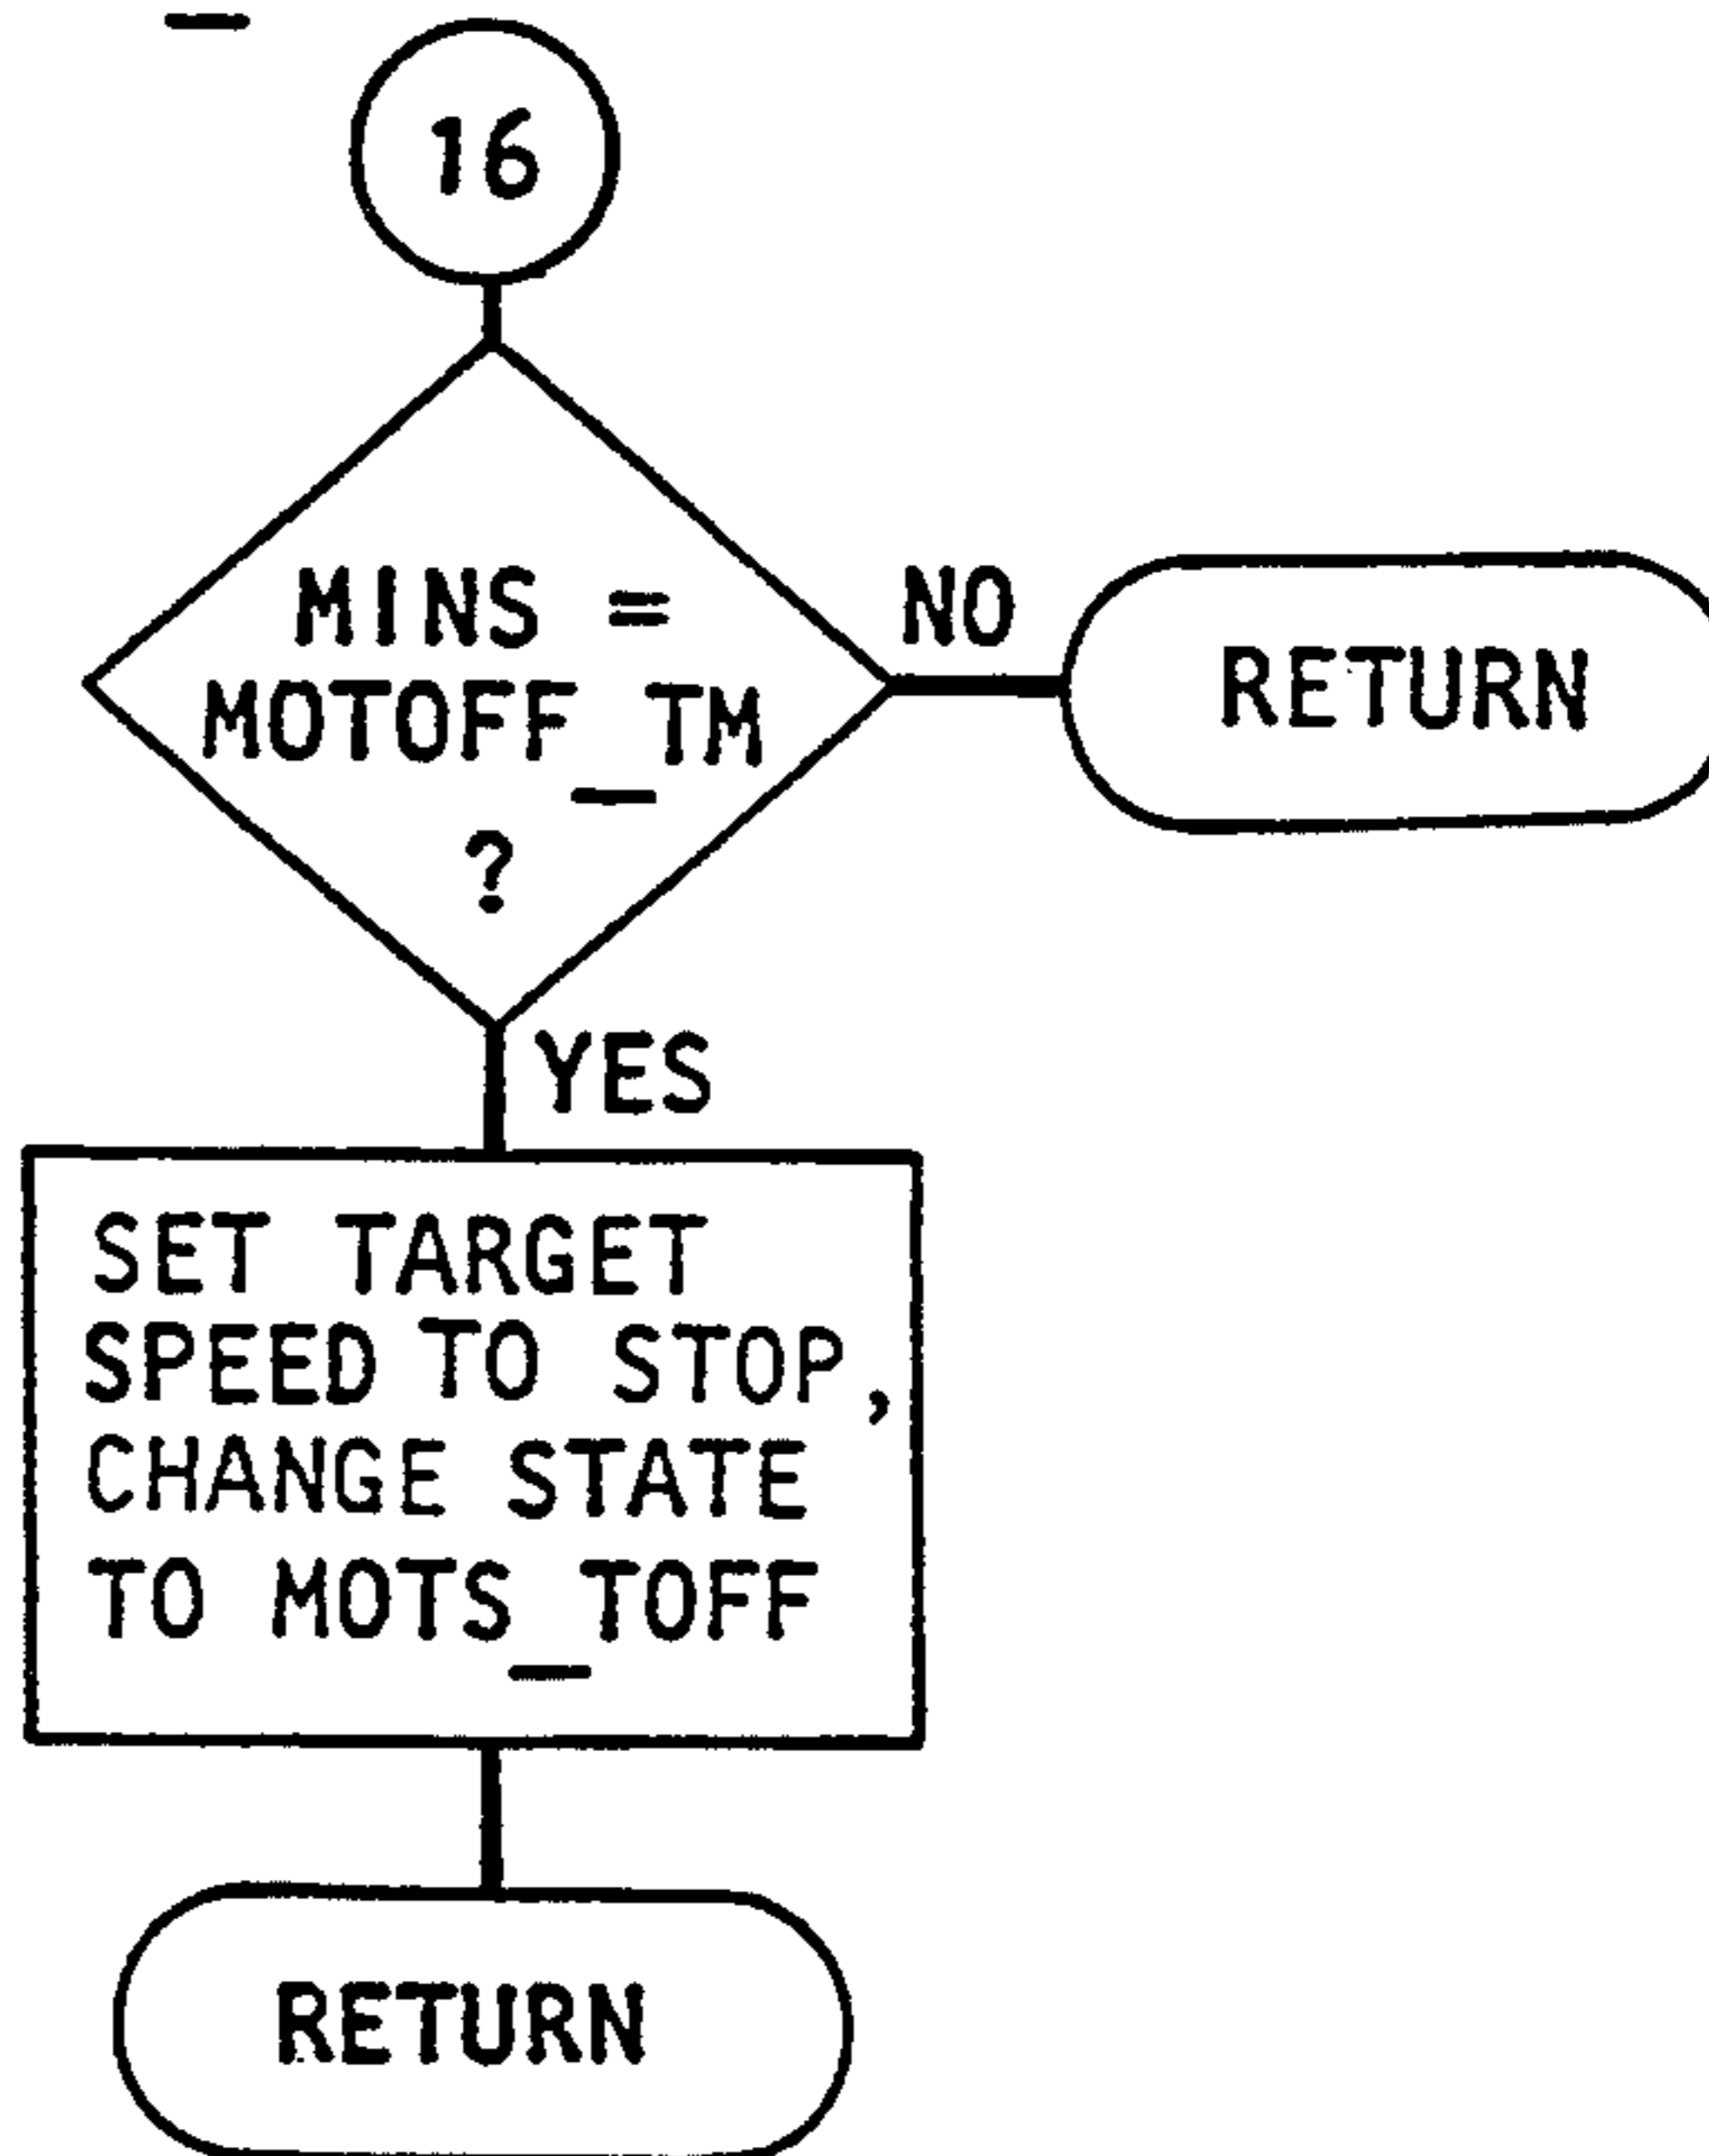 16
MINS =
MOTOFF_TM
?
NO
RETURN
YES
SET TARGET
SPEED TO STOP,
CHANGE STATE
TO MOTS_TOFF
RETURN